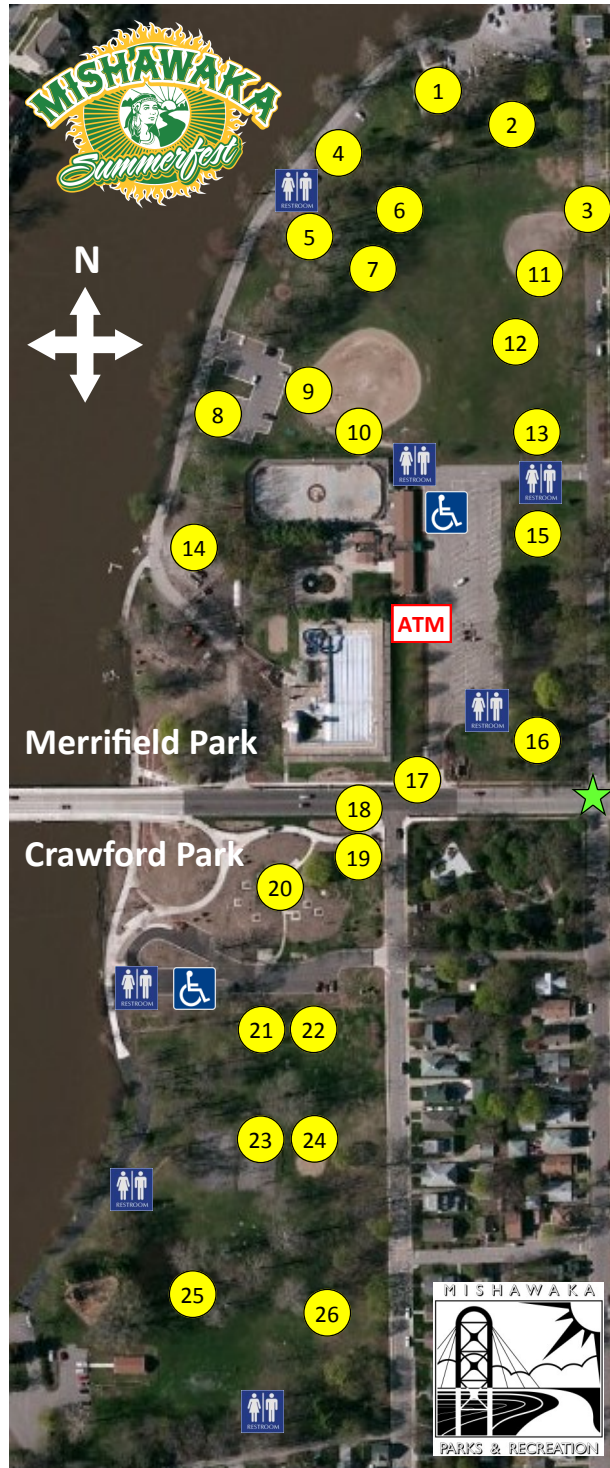 MISHAWAKA
Summerfest
1
2
4
RESTROOM
3
6
5
N
7
11
12
9
8
10
13
RESTROOM
RESTROOM
15
14
ATM
RESTROOM
16
Merrifield Park
17
18
Crawford Park
19
20
RESTROOM
21
22
23
24
RESTROOM
25
26
MISHAWAKA
RESTROOM
PARKS & RECREATION